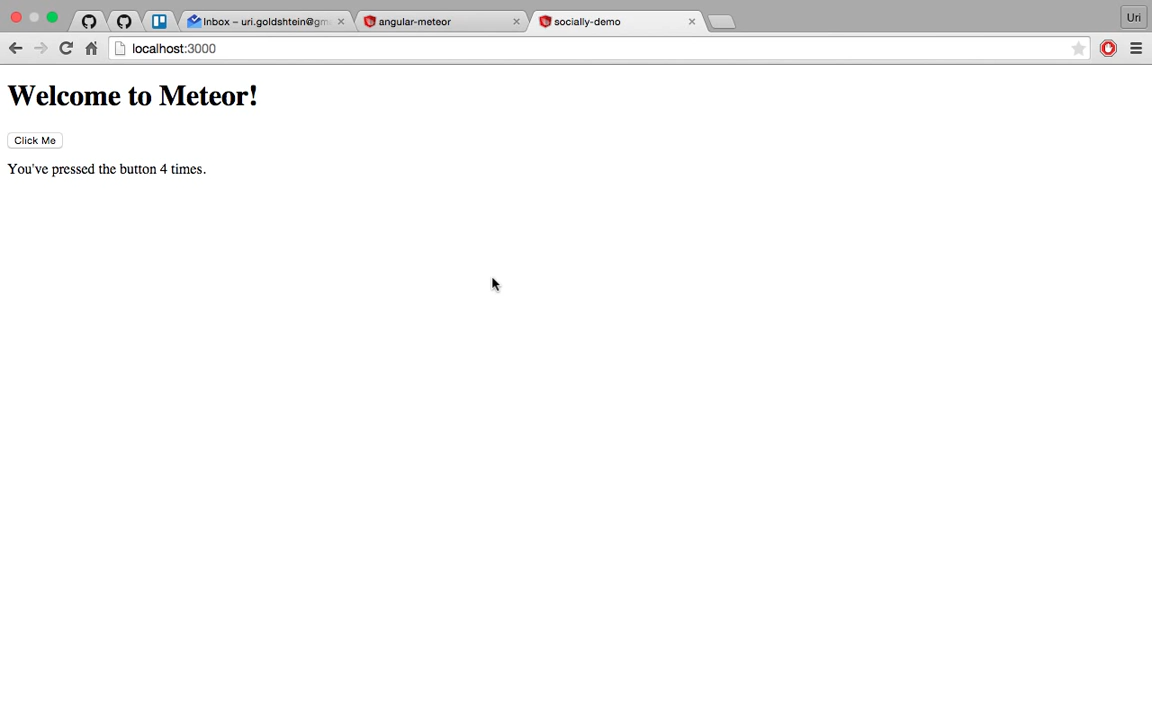 Inbox – uri.goldshtein@gm
angular-meteor
socially-demo
Uri
localhost:3000
Welcome to Meteor!
Click Me
You've pressed the button 4 times.